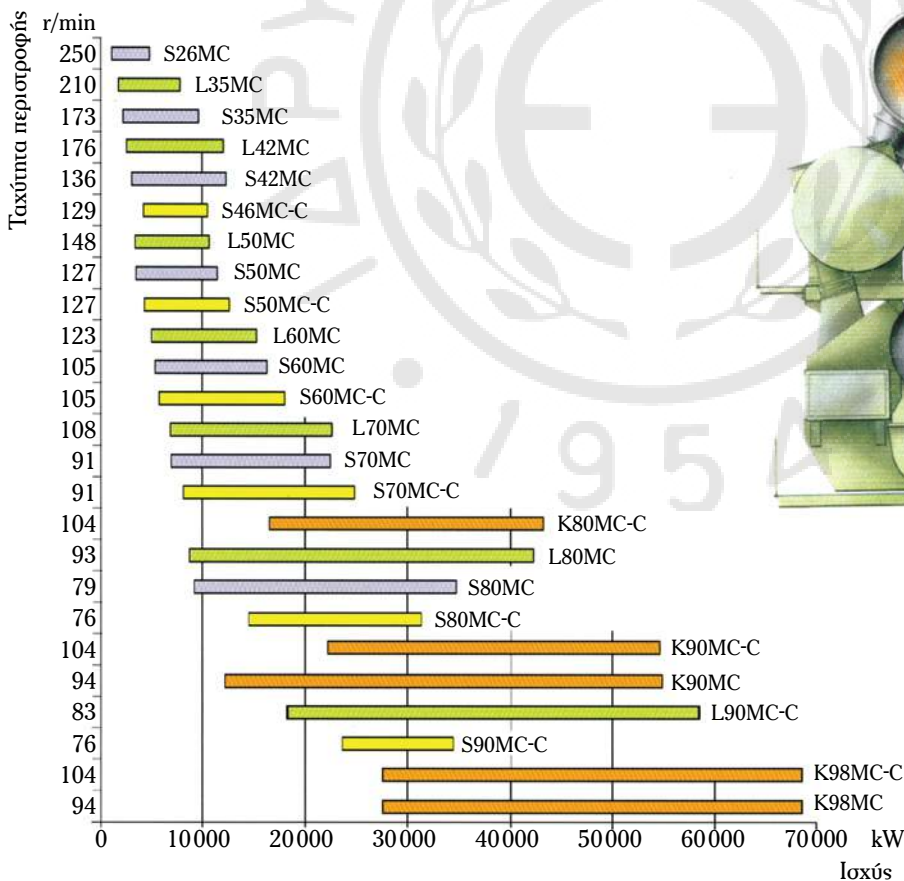 Ταχύτητα περιστροφής
r/min
250 S26MC
210 L35MC
173 S35MC
176 L42MC
136 S42MC
129 S46MC-C
148 L50MC
127 S50MC
127 S50MC-C
123 L60MC
105 S60MC
105 S60MC-C
108 L70MC
91 S70MC
91 S70MC-C
104 K80MC-C
93 L80MC
79 S80MC
76 S80MC-C
104 K90MC-C
94 K90MC
83 L90MC-C
76 S90MC-C
104 K98MC-C
94 K98MC
0 10000 20000 30000 40000 50000 60000 70000 kW
Ισχύς